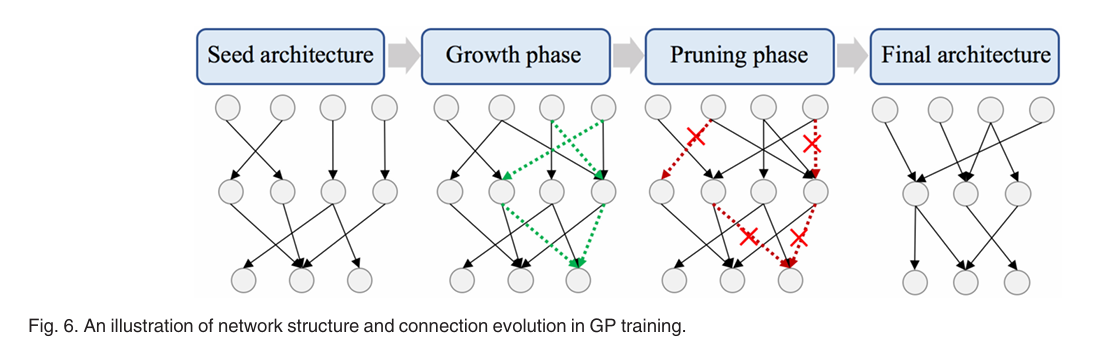 Seed architecture
Growth phase
Pruning phase
Final architecture
Fig. 6. An illustration of network structure and connection evolution in GP training.